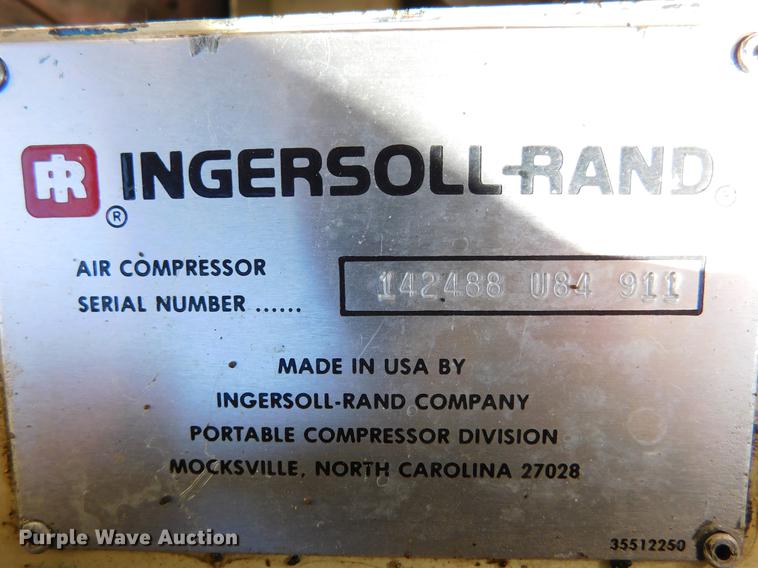 IR ® INGERSOLL-RAND®
AIR COMPRESSOR
SERIAL NUMBER ...... 142488 U84 911
MADE IN USA BY
INGERSOLL-RAND COMPANY
PORTABLE COMPRESSOR DIVISION
MOCKSVILLE, NORTH CAROLINA 27028
35512250
Purple Wave Auction